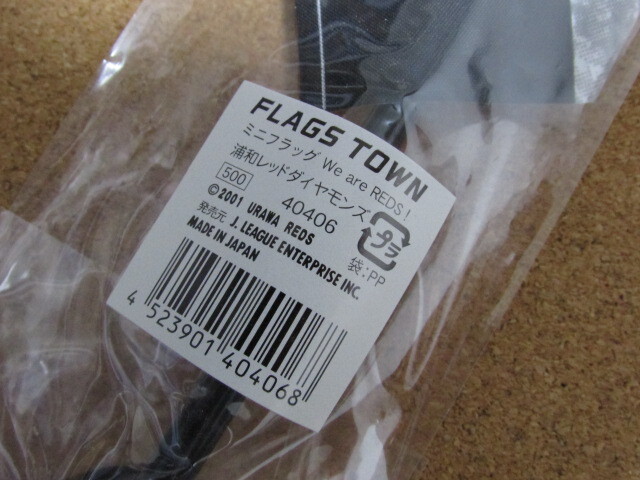 FLAGS TOWN
ミニフラッグ We are REDS!
浦和レッドダイヤモンズ
500 40406
©2001 URAWA REDS
発売元 J. LEAGUE ENTERPRISE INC.
MADE IN JAPAN
プラ
袋:PP
4 523901 404068